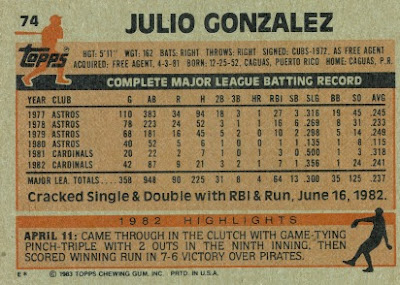 74
JULIO GONZALEZ
Topps
HGT: 5'11" WGT: 162 BATS: RIGHT THROWS: RIGHT SIGNED: CUBS-1972, AS FREE AGENT
ACQUIRED: FREE AGENT, 4-3-81 BORN: 12-25-52, CAGUAS, PUERTO RICO HOME: CAGUAS, P.R.
COMPLETE MAJOR LEAGUE BATTING RECORD
YEAR CLUB G AB R H 2B 3B HR RBI SB SLG BB SO AVG
1977 ASTROS 110 383 34 94 18 3 1 27 3 .316 19 45 .245
1978 ASTROS 78 223 24 52 3 1 1 16 6 .269 8 31 .233
1979 ASTROS 68 181 16 45 5 2 0 10 2 .298 5 14 .249
1980 ASTROS 40 52 5 6 1 0 0 1 1 .135 1 8 .115
1981 CARDINALS 20 22 2 7 1 0 1 3 0 .500 1 3 .318
1982 CARDINALS 42 87 9 21 3 2 1 7 1 .356 1 24 .241
MAJOR LEA. TOTALS 358 948 90 225 31 8 4 64 13 .300 35 125 .237
Cracked Single & Double with RBI & Run, June 16, 1982.
1982 HIGHLIGHTS
APRIL 11: CAME THROUGH IN THE CLUTCH WITH GAME-TYING
PINCH-TRIPLE WITH 2 OUTS IN THE NINTH INNING, THEN
SCORED WINNING RUN IN 7-6 VICTORY OVER PIRATES.
E* © 1983 TOPPS CHEWING GUM, INC. PRTD. IN U.S.A.